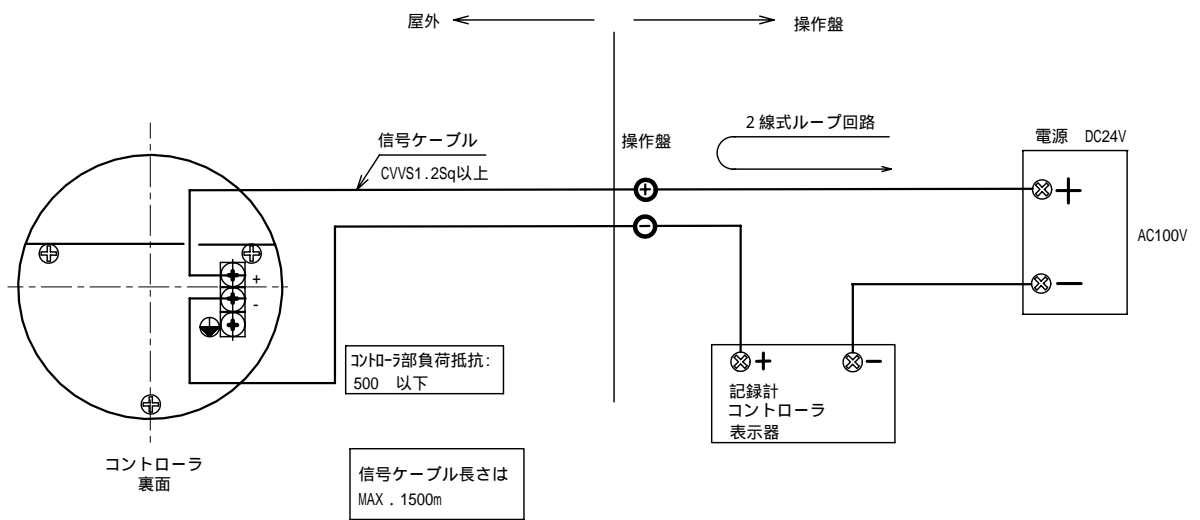 屋外
操作盤
信号ケーブル
CVVS1.2Sq以上
操作盤
2線式ループ回路
電源 DC24V
+
-
AC100V
+
-
+
-
コントローラ部負荷抵抗:
500 以下
+
-
記録計
コントローラ
表示器
コントローラ
裏面
信号ケーブル長さは
MAX.1500m